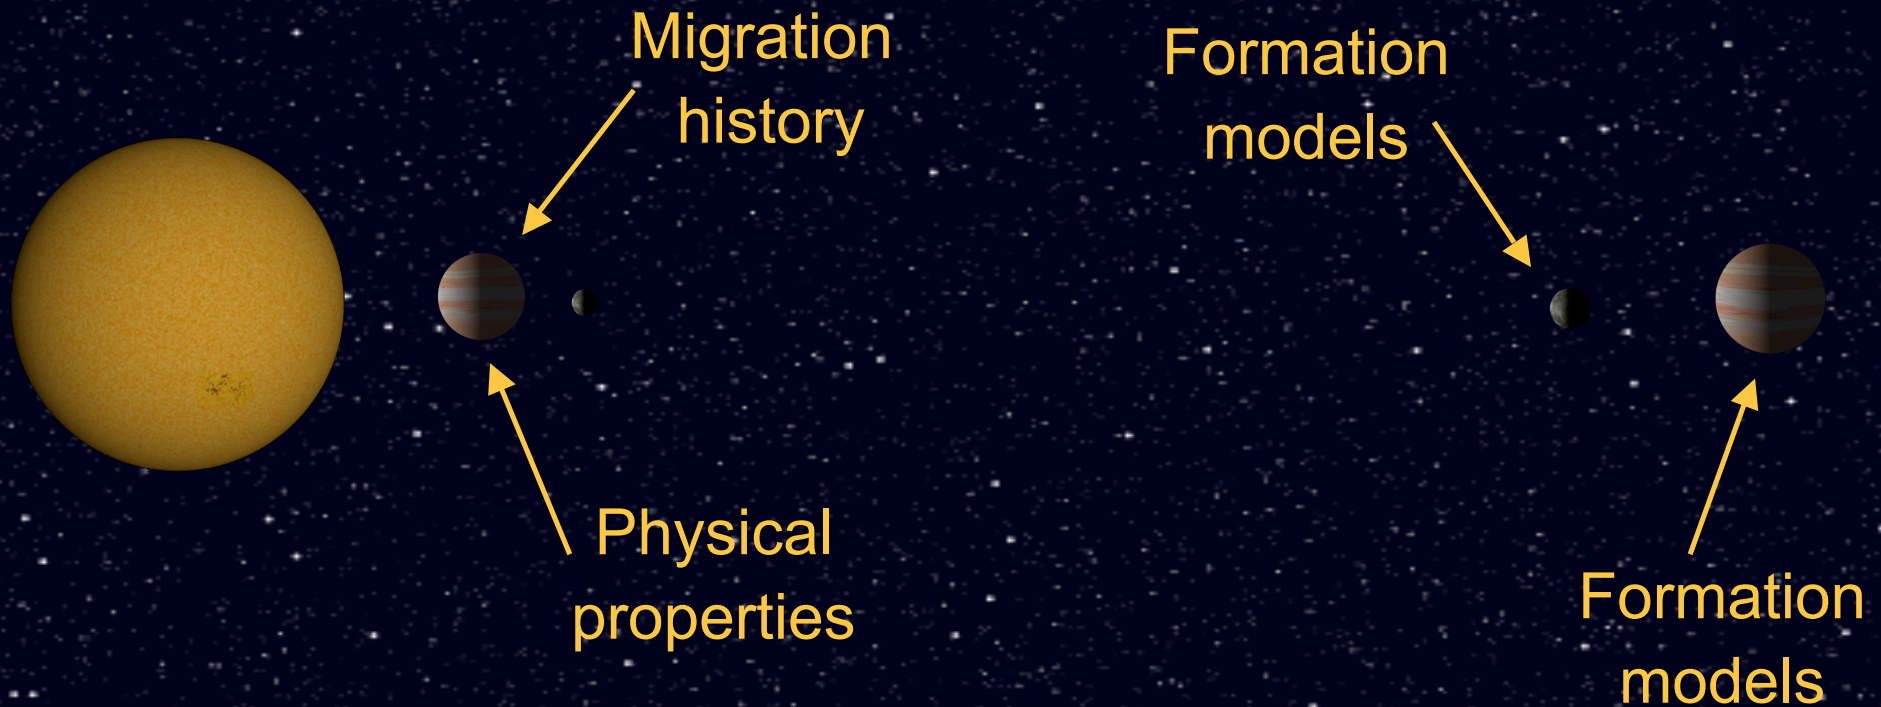 Migration
history
Formation
models
Physical
properties
Formation
models